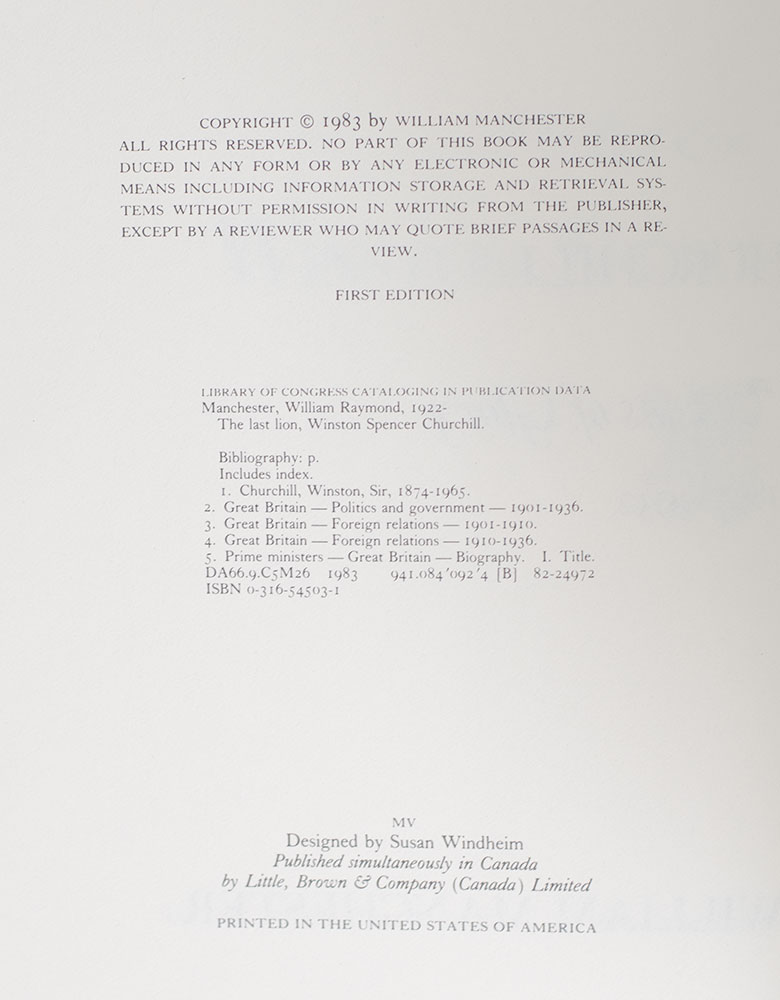 COPYRIGHT © 1983 by WILLIAM MANCHESTER
ALL RIGHTS RESERVED. NO PART OF THIS BOOK MAY BE REPRO-
DUCED IN ANY FORM OR BY ANY ELECTRONIC OR MECHANICAL
MEANS INCLUDING INFORMATION STORAGE AND RETRIEVAL SYS-
TEMS WITHOUT PERMISSION IN WRITING FROM THE PUBLISHER,
EXCEPT BY A REVIEWER WHO MAY QUOTE BRIEF PASSAGES IN A RE-
VIEW.
FIRST EDITION
LIBRARY OF CONGRESS CATALOGING IN PUBLICATION DATA
Manchester, William Raymond, 1922-
The last lion, Winston Spencer Churchill.
Bibliography: p.
Includes index.
1. Churchill, Winston, Sir, 1874-1965.
2. Great Britain — Politics and government — 1901-1936.
3. Great Britain — Foreign relations — 1901-1910.
4. Great Britain — Foreign relations — 1910-1936.
5. Prime ministers — Great Britain — Biography. I. Title.
DA66.9.C5M26 1983 941.084'092'4 [B] 82-24972
ISBN 0-316-54503-1
MV
Designed by Susan Windheim
Published simultaneously in Canada
by Little, Brown & Company (Canada) Limited
PRINTED IN THE UNITED STATES OF AMERICA